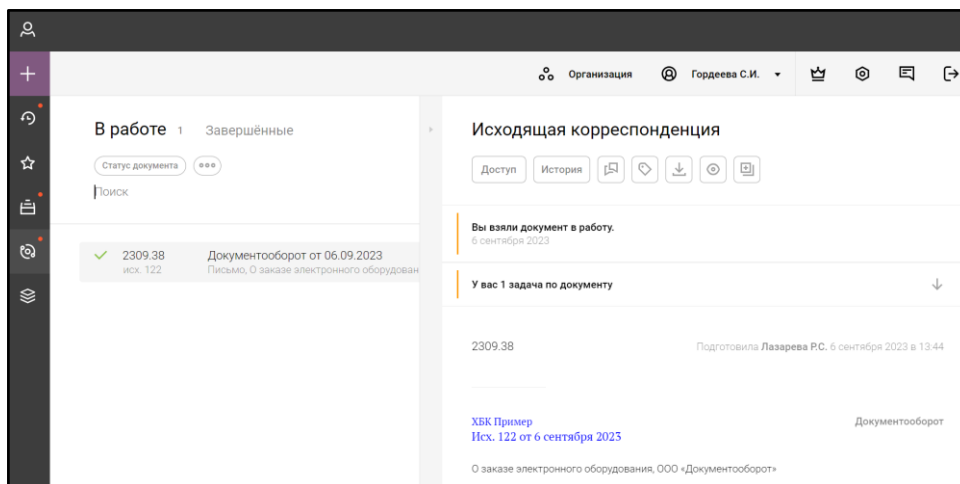 Организация
Гордеева С.И.
В работе 1 Завершённые
Статус документа
Поиск
2309.38 Документооборот от 06.09.2023
исх. 122 Письмо, О заказе электронного оборудован
Исходящая корреспонденция
Доступ История
Вы взяли документ в работу.
6 сентября 2023
У вас 1 задача по документу
2309.38 Подготовила Лазарева Р.С. 6 сентября 2023 в 13:44
ХБК Пример Документооборот
Исх. 122 от 6 сентября 2023
О заказе электронного оборудования, ООО «Документооборот»